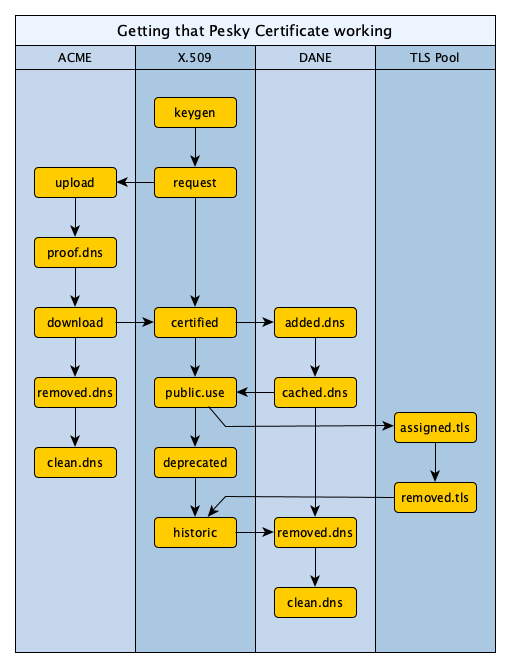 Getting that Pesky Certificate working
ACME X.509 DANE TLS Pool
keygen
upload request
proof.dns
download certified added.dns
removed.dns public.use cached.dns
assigned.tls
clean.dns deprecated
removed.tls
historic removed.dns
clean.dns